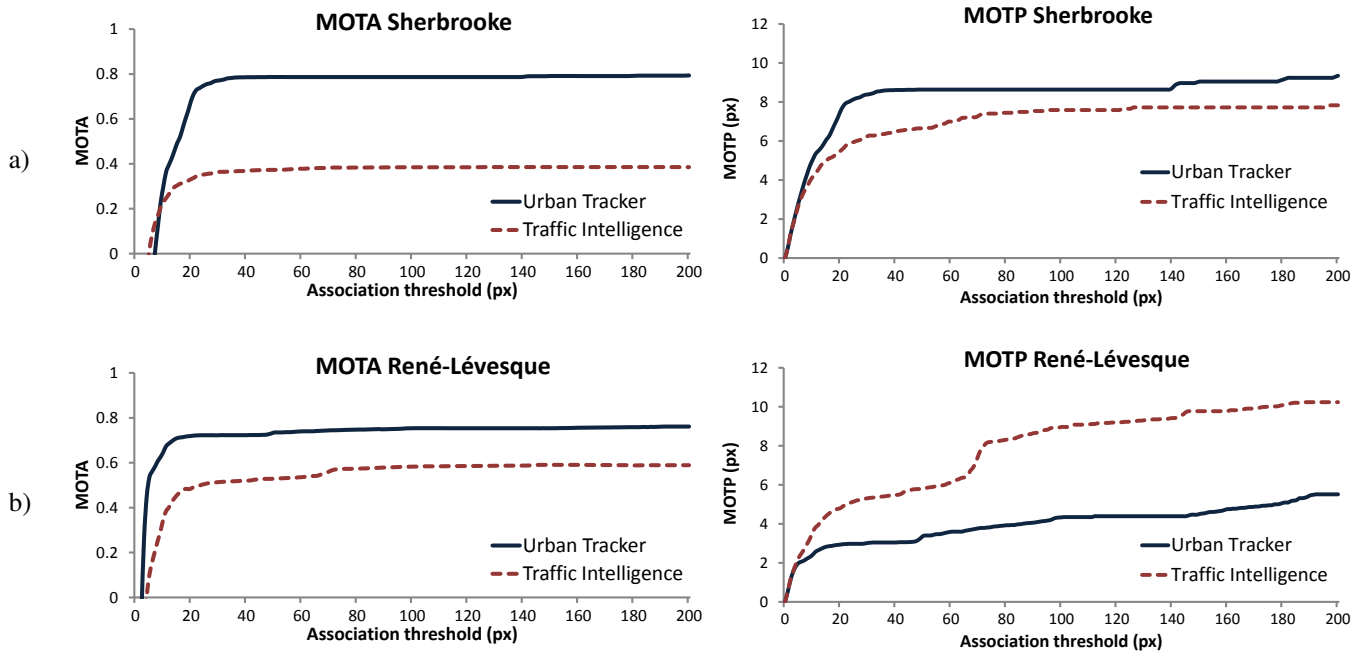 a)
MOTA Sherbrooke
MOTA
1
0.8
0.6
0.4
0.2
0
0 20 40 60 80 100 120 140 160 180 200
Association threshold (px)
Urban Tracker
Traffic Intelligence
MOTP Sherbrooke
MOTP (px)
12
10
8
6
4
2
0
0 20 40 60 80 100 120 140 160 180 200
Association threshold (px)
Urban Tracker
Traffic Intelligence
b)
MOTA René-Lévesque
MOTA
1
0.8
0.6
0.4
0.2
0
0 20 40 60 80 100 120 140 160 180 200
Association threshold (px)
Urban Tracker
Traffic Intelligence
MOTP René-Lévesque
MOTP (px)
12
10
8
6
4
2
0
0 20 40 60 80 100 120 140 160 180 200
Association threshold (px)
Urban Tracker
Traffic Intelligence